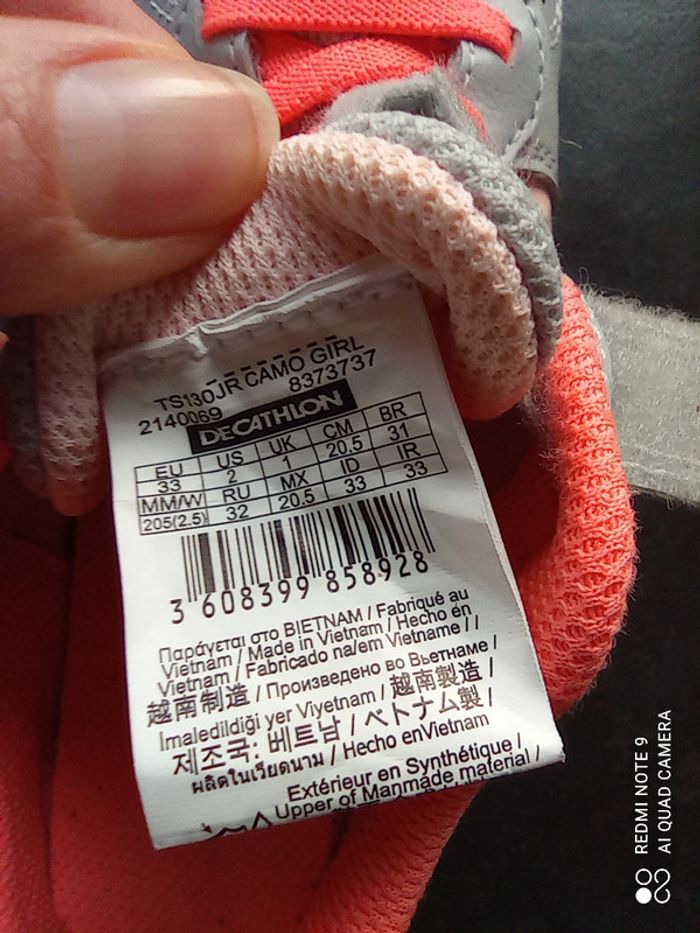 TS130JR CAMO GIRL
2140069 8373737
DECATHLON
EU US UK CM BR
33 2 1 20.5 31
MM/W RU MX ID IR
205(2.5) 32 20.5 33 33
3 608399 858928
Παράγεται στο ΒΙΕΤΝΑΜ / Fabriqué au
Vietnam / Made in Vietnam / Hecho en
Vietnam / Fabricado na/em Vietname / /
越南制造 / Произведено во Вьетнаме /
Imaledildiği yer Viyetnam / 越南製造 /
제조국: 베트남 / ベトナム製 /
ผลิตในเวียดนาม / Hecho enVietnam
Extérieur en Synthétique /
Upper of Manmade material /
REDMI NOTE 9
AI QUAD CAMERA